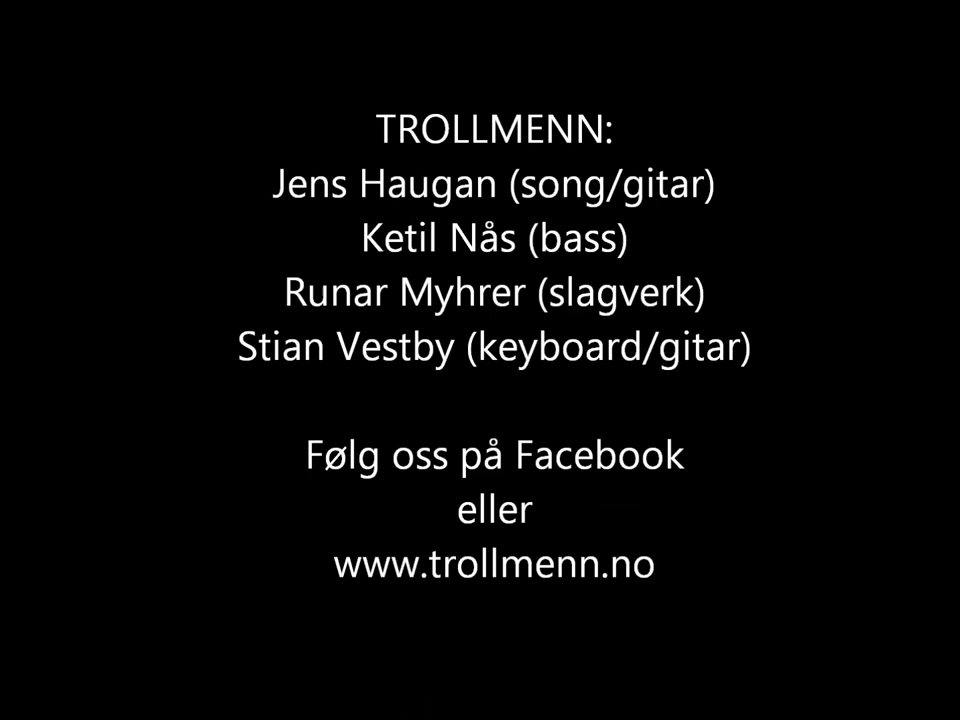 TROLLMENN:
Jens Haugan (song/gitar)
Ketil Nås (bass)
Runar Myhrer (slagverk)
Stian Vestby (keyboard/gitar)
Følg oss på Facebook
eller
www.trollmenn.no